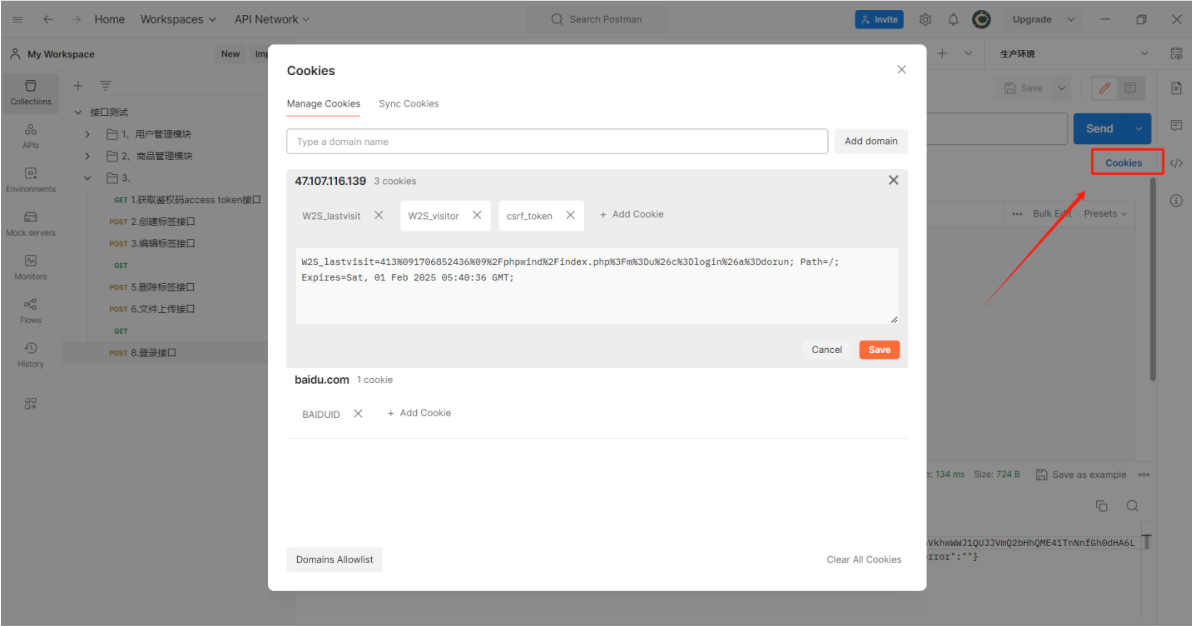 Home Workspaces API Network Search Postman Invite Upgrade
My Workspace New Imp 生产环境
Collections
APIs
Environments
Mock servers
Monitors
Flows
History
接口测试
1、用户管理模块
2、商品管理模块
3、
GET 1.获取鉴权码access token接口
POST 2.创建标签接口
POST 3.编辑标签接口
GET
POST 5.删除标签接口
POST 6.文件上传接口
GET
POST 8.登录接口
Cookies
Manage Cookies Sync Cookies
Type a domain name Add domain
47.107.116.139 3 cookies
W2S_lastvisit W2S_visitor csrf_token + Add Cookie
W2S_lastvisit=413%091706852436%09%2Fphpwind%2Findex.php%3Fm%3Du%26c%3Dlogin%26a%3Ddorun; Path=/;
Expires=Sat, 01 Feb 2025 05:40:36 GMT;
Cancel Save
baidu.com 1 cookie
BAIDUID + Add Cookie
Domains Allowlist Clear All Cookies
Save
Send
Cookies
Bulk Edit Presets
134 ms Size: 724 B Save as example
VkhwWWJ1QUJJVmQ2bHhQME41TnNnfGh0dHA6L
rror":""}